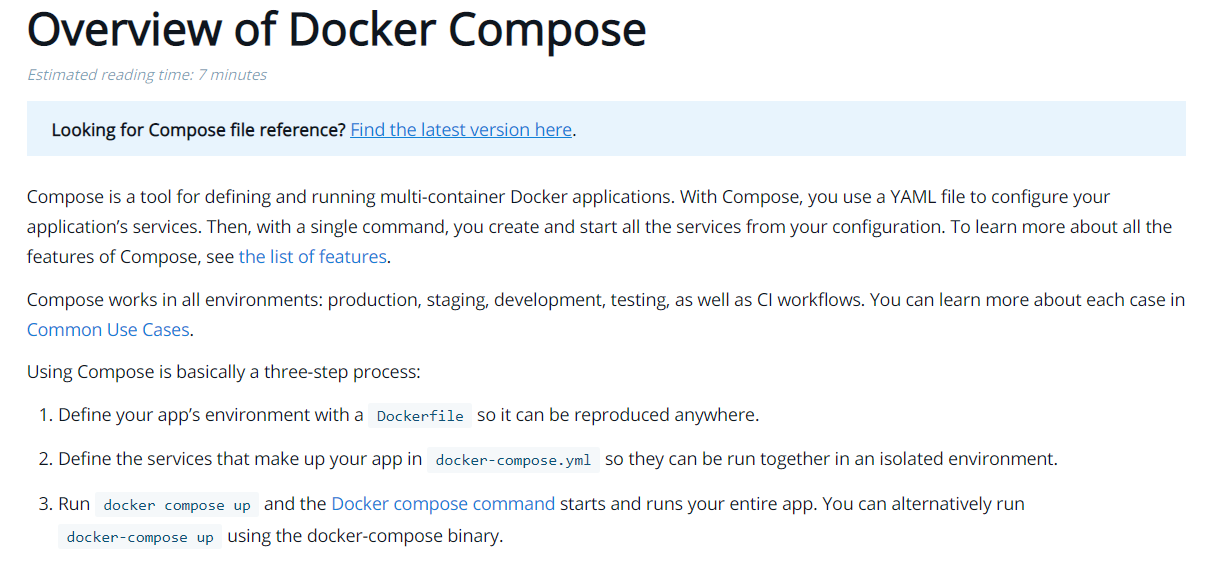 Overview of Docker Compose
Estimated reading time: 7 minutes
Looking for Compose file reference? Find the latest version here.
Compose is a tool for defining and running multi-container Docker applications. With Compose, you use a YAML file to configure your
application’s services. Then, with a single command, you create and start all the services from your configuration. To learn more about all the
features of Compose, see the list of features.
Compose works in all environments: production, staging, development, testing, as well as CI workflows. You can learn more about each case in
Common Use Cases.
Using Compose is basically a three-step process:
1. Define your app’s environment with a Dockerfile so it can be reproduced anywhere.
2. Define the services that make up your app in docker-compose.yml so they can be run together in an isolated environment.
3. Run docker compose up and the Docker compose command starts and runs your entire app. You can alternatively run
docker-compose up using the docker-compose binary.